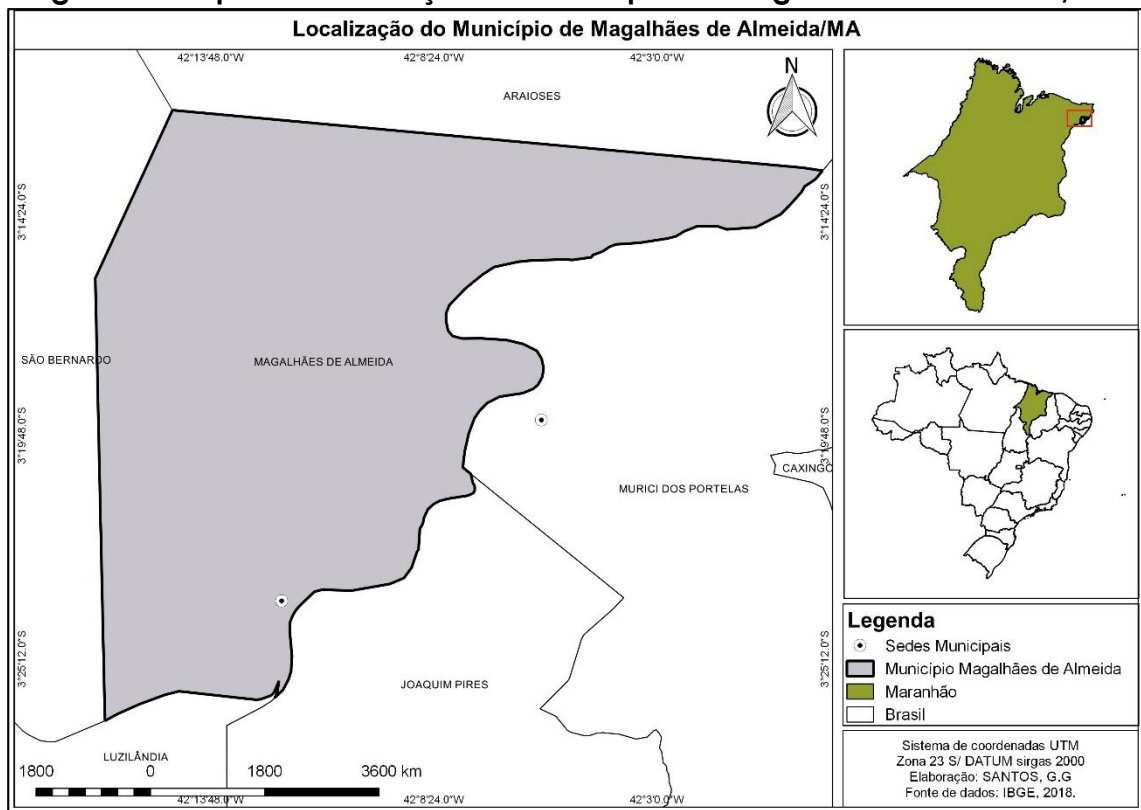 Localização do Município de Magalhães de Almeida/MA
42°13'48.0"W 42°8'24.0"W 42°3'0.0"W
N
ARAIOSES
3°14'24.0"S
3°14'24.0"S
SÃO BERNARDO
MAGALHÃES DE ALMEIDA
3°19'48.0"S
3°19'48.0"S
CAXINGO
MURICI DOS PORTELAS
3°25'12.0"S
3°25'12.0"S
JOAQUIM PIRES
LUZILÂNDIA
1800 0 1800 3600 km
42°13'48.0"W 42°8'24.0"W 42°3'0.0"W
Legenda
Sedes Municipais
Município Magalhães de Almeida
Maranhão
Brasil
Sistema de coordenadas UTM
Zona 23 S/ DATUM sirgas 2000
Elaboração: SANTOS, G.G
Fonte de dados: IBGE, 2018.